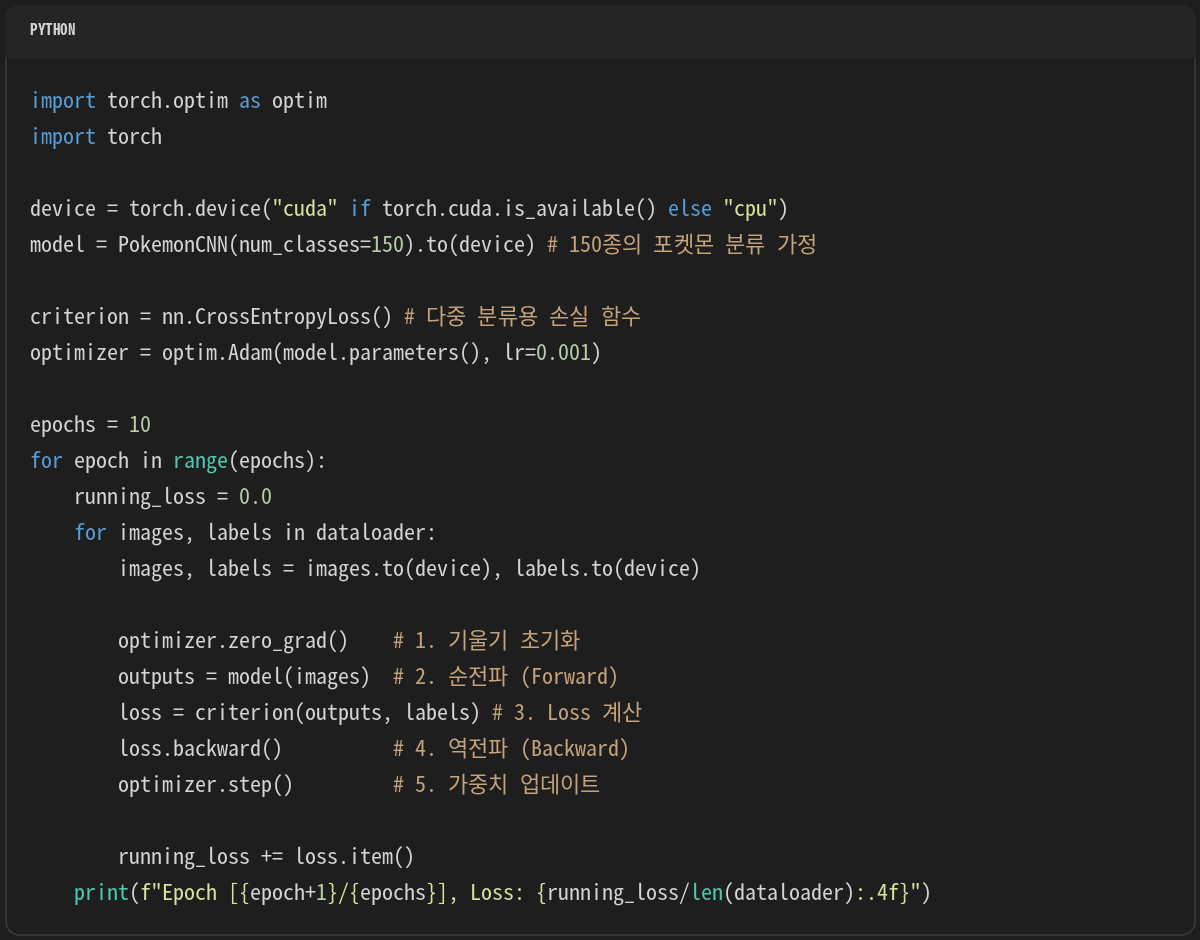 PYTHON
import torch.optim as optim
import torch
device = torch.device("cuda" if torch.cuda.is_available() else "cpu")
model = PokemonCNN(num_classes=150).to(device) # 150종의 포켓몬 분류 가정
criterion = nn.CrossEntropyLoss() # 다중 분류용 손실 함수
optimizer = optim.Adam(model.parameters(), lr=0.001)
epochs = 10
for epoch in range(epochs):
    running_loss = 0.0
    for images, labels in dataloader:
        images, labels = images.to(device), labels.to(device)
        optimizer.zero_grad()    # 1. 기울기 초기화
        outputs = model(images)  # 2. 순전파 (Forward)
        loss = criterion(outputs, labels) # 3. Loss 계산
        loss.backward()          # 4. 역전파 (Backward)
        optimizer.step()         # 5. 가중치 업데이트
        running_loss += loss.item()
    print(f"Epoch [{epoch+1}/{epochs}], Loss: {running_loss/len(dataloader):.4f}")